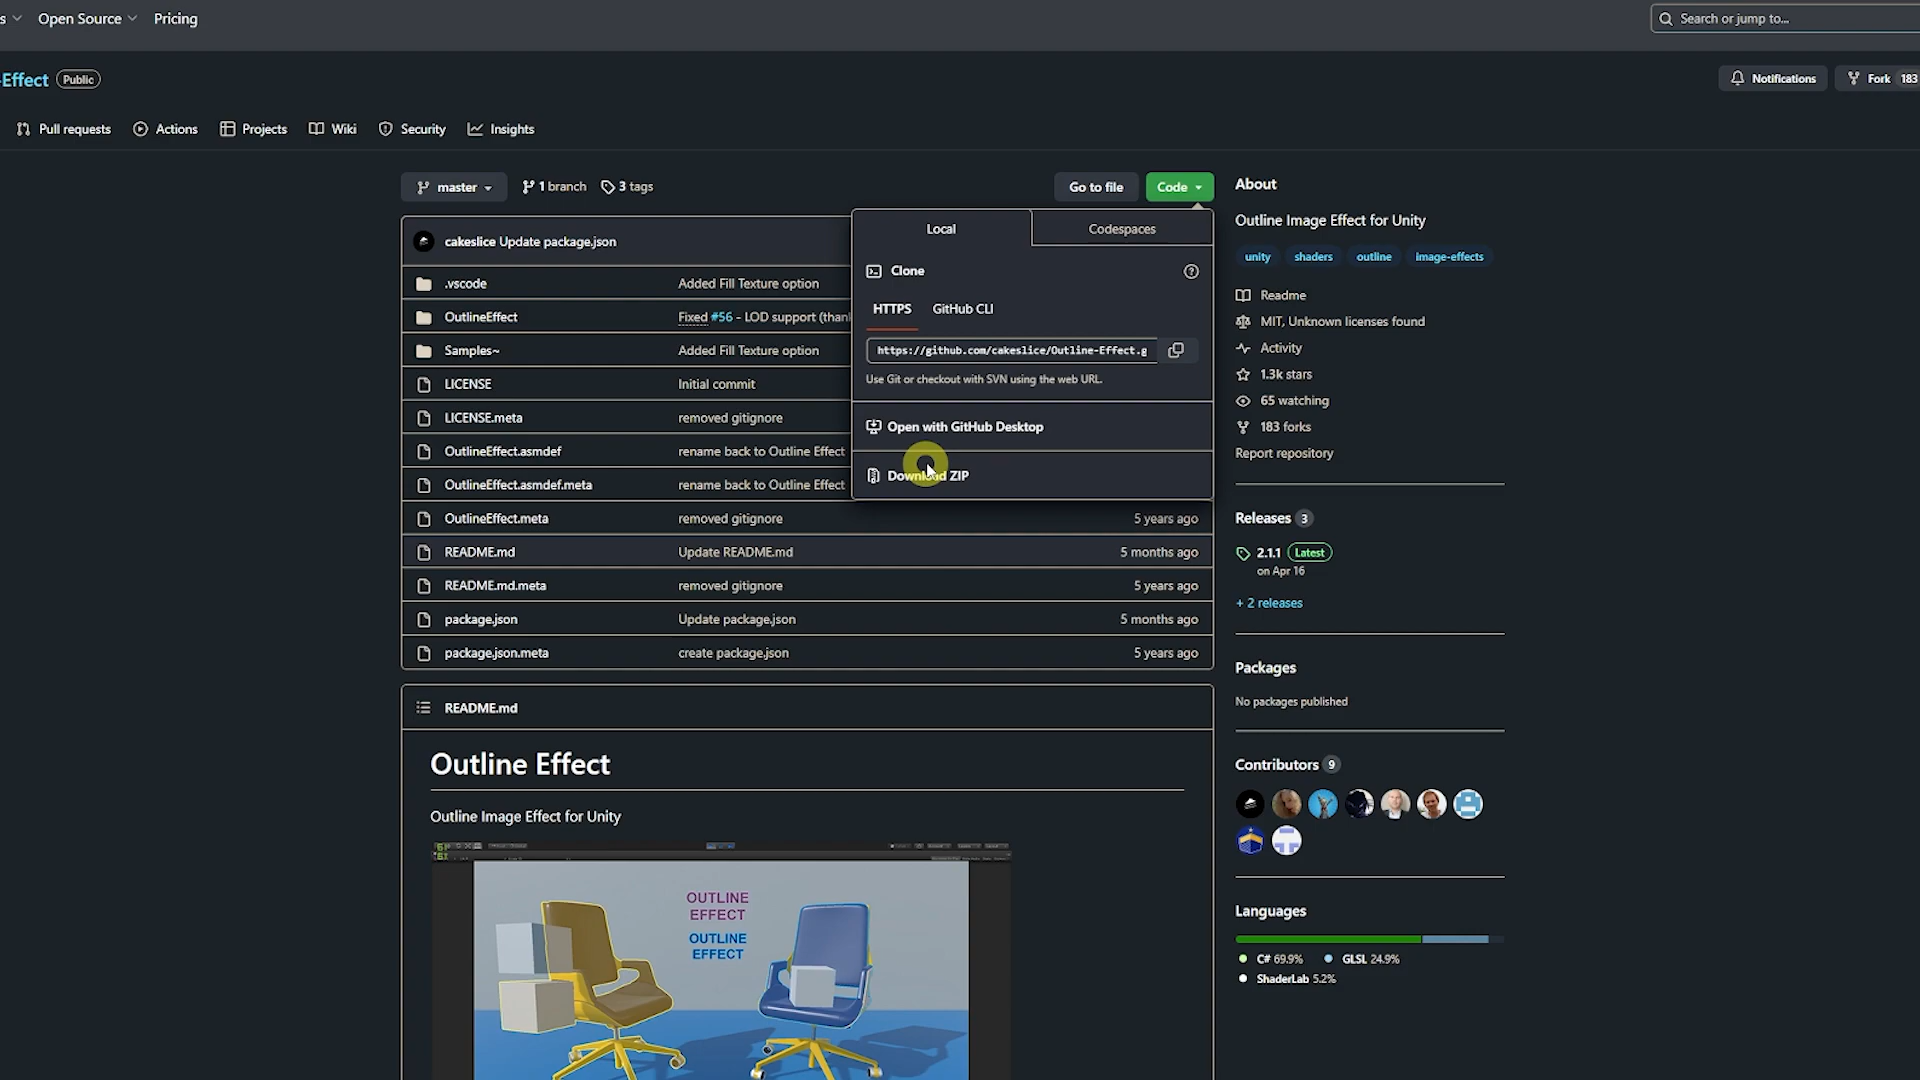 s
Open Source
Pricing
Search or jump to...
-Effect
Public
Notifications
Fork 183
Pull requests
Actions
Projects
Wiki
Security
Insights
master
1 branch
3 tags
Go to file
Code
cakeslice Update package.json
.vscode Added Fill Texture option
OutlineEffect Fixed #56 - LOD support (thank
Samples~ Added Fill Texture option
LICENSE Initial commit
LICENSE.meta removed gitignore
OutlineEffect.asmdef rename back to Outline Effect
OutlineEffect.asmdef.meta rename back to Outline Effect
OutlineEffect.meta removed gitignore 5 years ago
README.md Update README.md 5 months ago
README.md.meta removed gitignore 5 years ago
package.json Update package.json 5 months ago
package.json.meta create package.json 5 years ago
Local
Codespaces
Clone
HTTPS
GitHub CLI
https://github.com/cakeslice/Outline-Effect.g
Use Git or checkout with SVN using the web URL.
Open with GitHub Desktop
Download ZIP
README.md
Outline Effect
Outline Image Effect for Unity
OUTLINE
EFFECT
OUTLINE
EFFECT
About
Outline Image Effect for Unity
unity
shaders
outline
image-effects
Readme
MIT, Unknown licenses found
Activity
1.3k stars
65 watching
183 forks
Report repository
Releases 3
2.1.1 Latest
on Apr 16
+ 2 releases
Packages
No packages published
Contributors 9
Languages
C# 69.9%
GLSL 24.9%
ShaderLab 5.2%